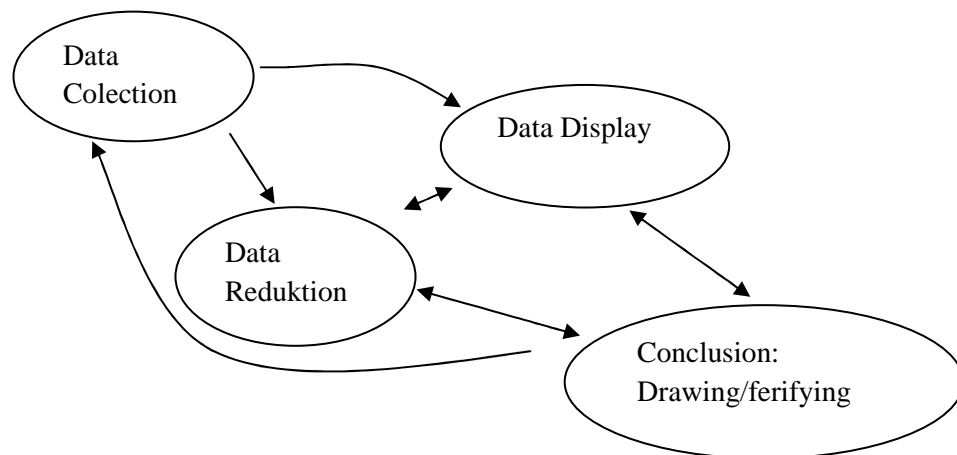 Data
Colection
Data Display
Data
Reduktion
Conclusion:
Drawing/ferifying